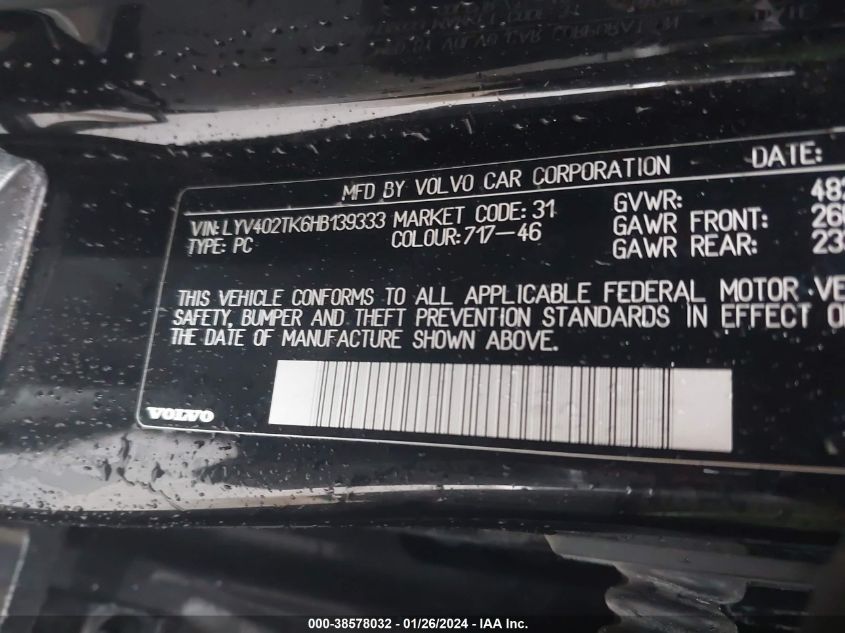 MFD BY VOLVO CAR CORPORATION DATE:
VIN: LYV402TK6HB139333 MARKET CODE: 31 GVWR:
TYPE: PC COLOUR: 717-46 GAWR FRONT:
GAWR REAR:
THIS VEHICLE CONFORMS TO ALL APPLICABLE FEDERAL MOTOR VE
SAFETY, BUMPER AND THEFT PREVENTION STANDARDS IN EFFECT O
THE DATE OF MANUFACTURE SHOWN ABOVE.
VOLVO
000-38578032 - 01/26/2024 - IAA Inc.